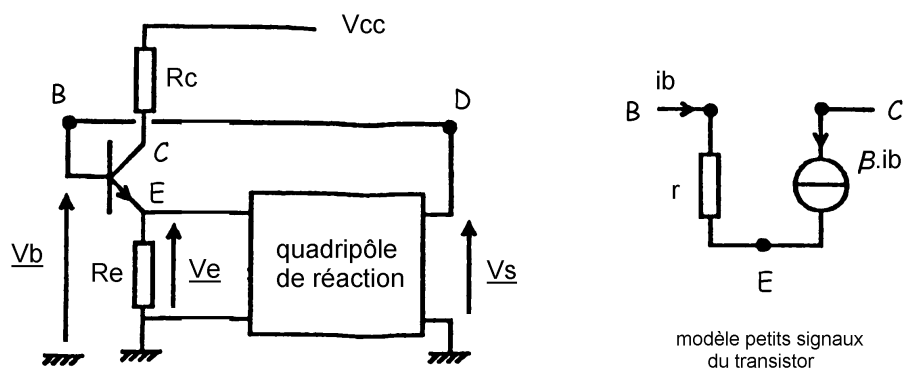 Vcc
Rc
B
D
C
E
Vb
Re
Ve
quadripôle
de réaction
Vs
ib
B
C
r
β.ib
E
modèle petits signaux
du transistor